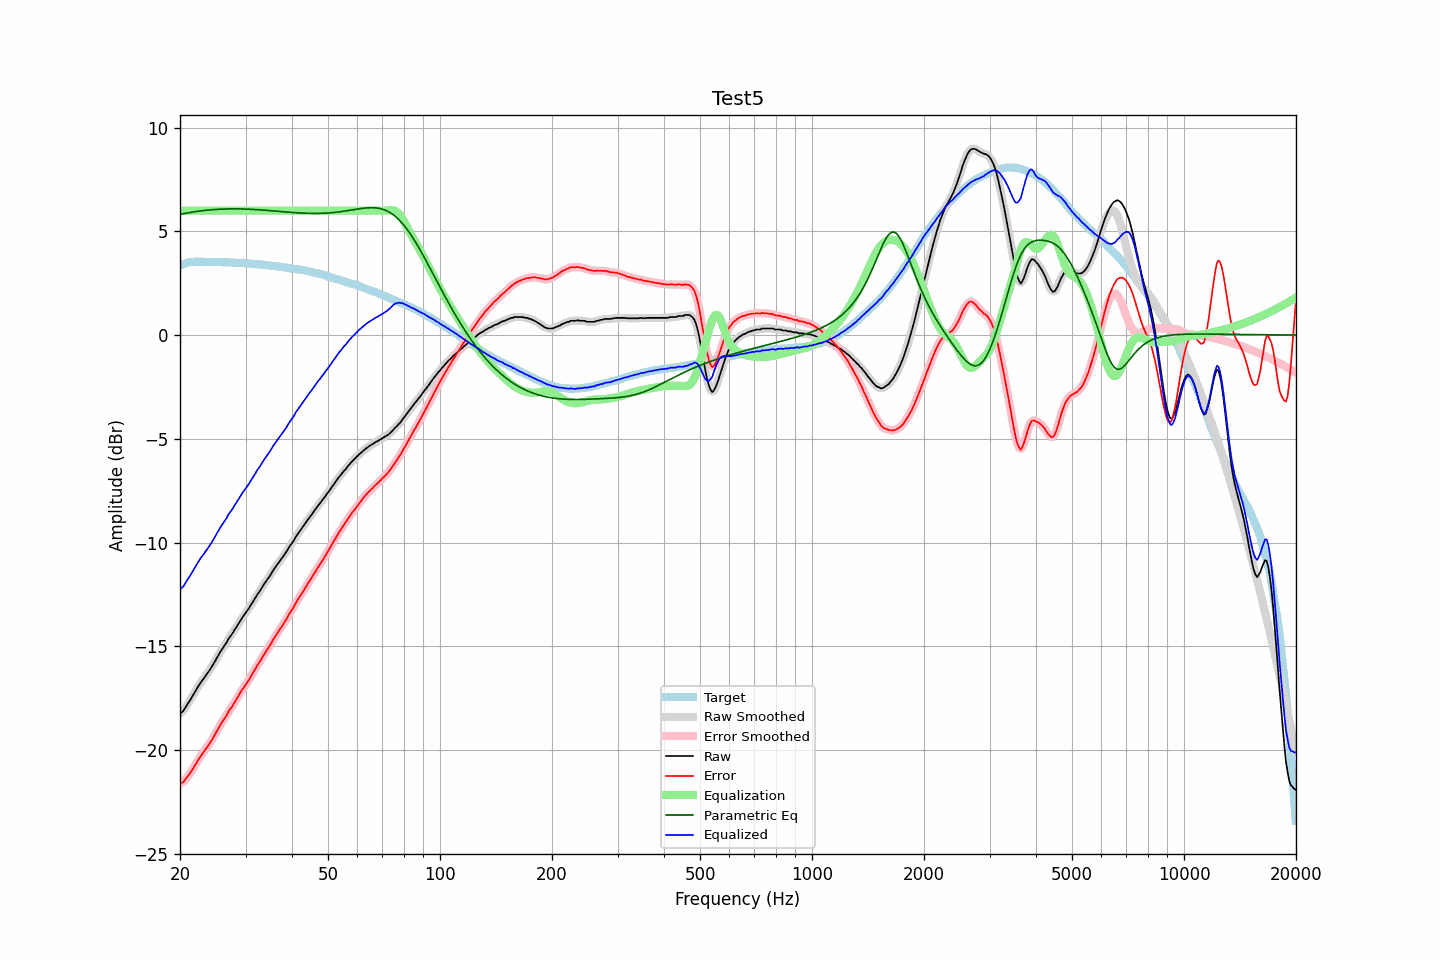 Test5
Amplitude (dBr)
10
5
0
−5
−10
−15
−20
−25
Target
Raw Smoothed
Error Smoothed
Raw
Error
Equalization
Parametric Eq
Equalized
20 50 100 200 500 1000 2000 5000 10000 20000
Frequency (Hz)